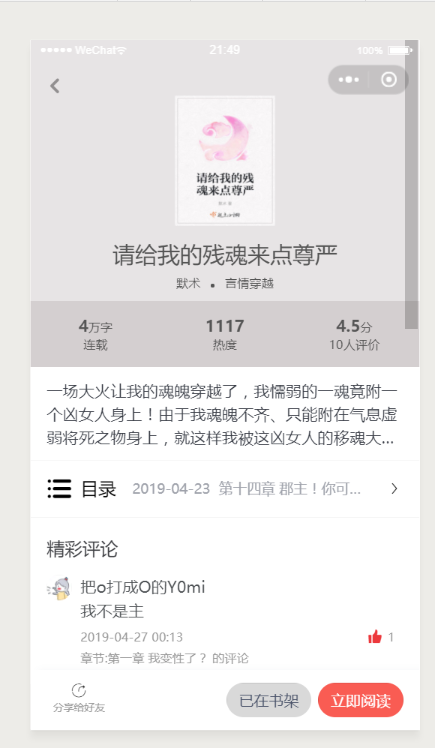 WeChat
21:49
100%
请给我的残
魂来点尊严
请给我的残魂来点尊严
默术 • 言情穿越
4万字 1117 4.5分
连载 热度 10人评价
一场大火让我的魂魄穿越了，我懦弱的一魂竟附一
个凶女人身上！由于我魂魄不齐、只能附在气息虚
弱将死之物身上，就这样我被这凶女人的移魂大...
目录 2019-04-23 第十四章 郡主！你可...
精彩评论
把o打成O的Y0mi
我不是主
2019-04-27 00:13 1
章节:第一章 我变性了？ 的评论
分享给好友 已在书架 立即阅读